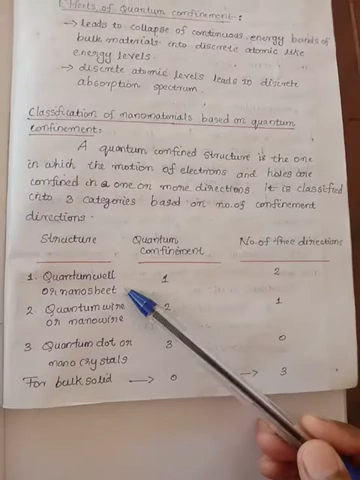 Effects of Quantum confinement:
→ leads to collapse of continuous energy bands of
bulk materials into discrete atomic like
energy levels.
→ discrete atomic levels leads to discrete
absorption spectrum.
Classification of nanomaterials based on quantum
confinement:
A quantum confined structure is the one
in which the motion of electrons and holes are
confined in one or more directions It is classified
into 3 categories based on no. of confinement
directions.
Structure Quantum confinement No. of free directions
1. Quantum well or nanosheet 1 2
2 Quantum wire or nanowire 2 1
3 Quantum dot or nano crystals 3 0
For bulk solid → 0 → 3